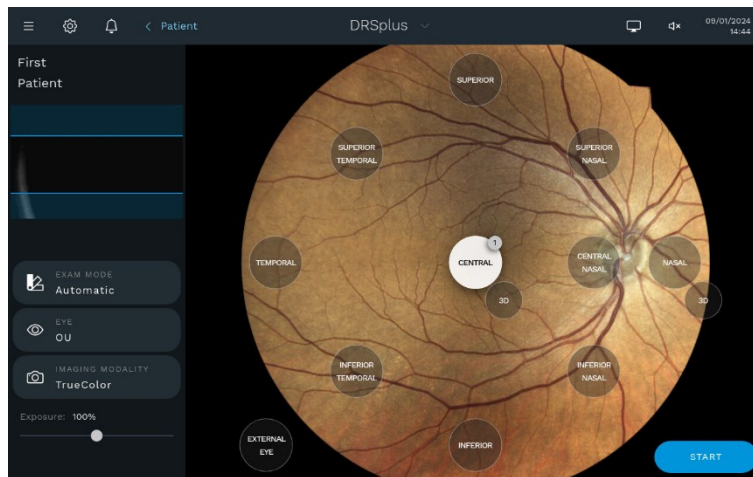 Patient
DRSplus
09/01/2024
14:44
First
Patient
EXAM MODE
Automatic
EYE
OU
IMAGING MODALITY
TrueColor
Exposure: 100%
SUPERIOR
SUPERIOR
TEMPORAL
SUPERIOR
NASAL
TEMPORAL
CENTRAL
1
3D
CENTRAL
NASAL
NASAL
3D
INFERIOR
TEMPORAL
INFERIOR
NASAL
EXTERNAL
EYE
INFERIOR
START